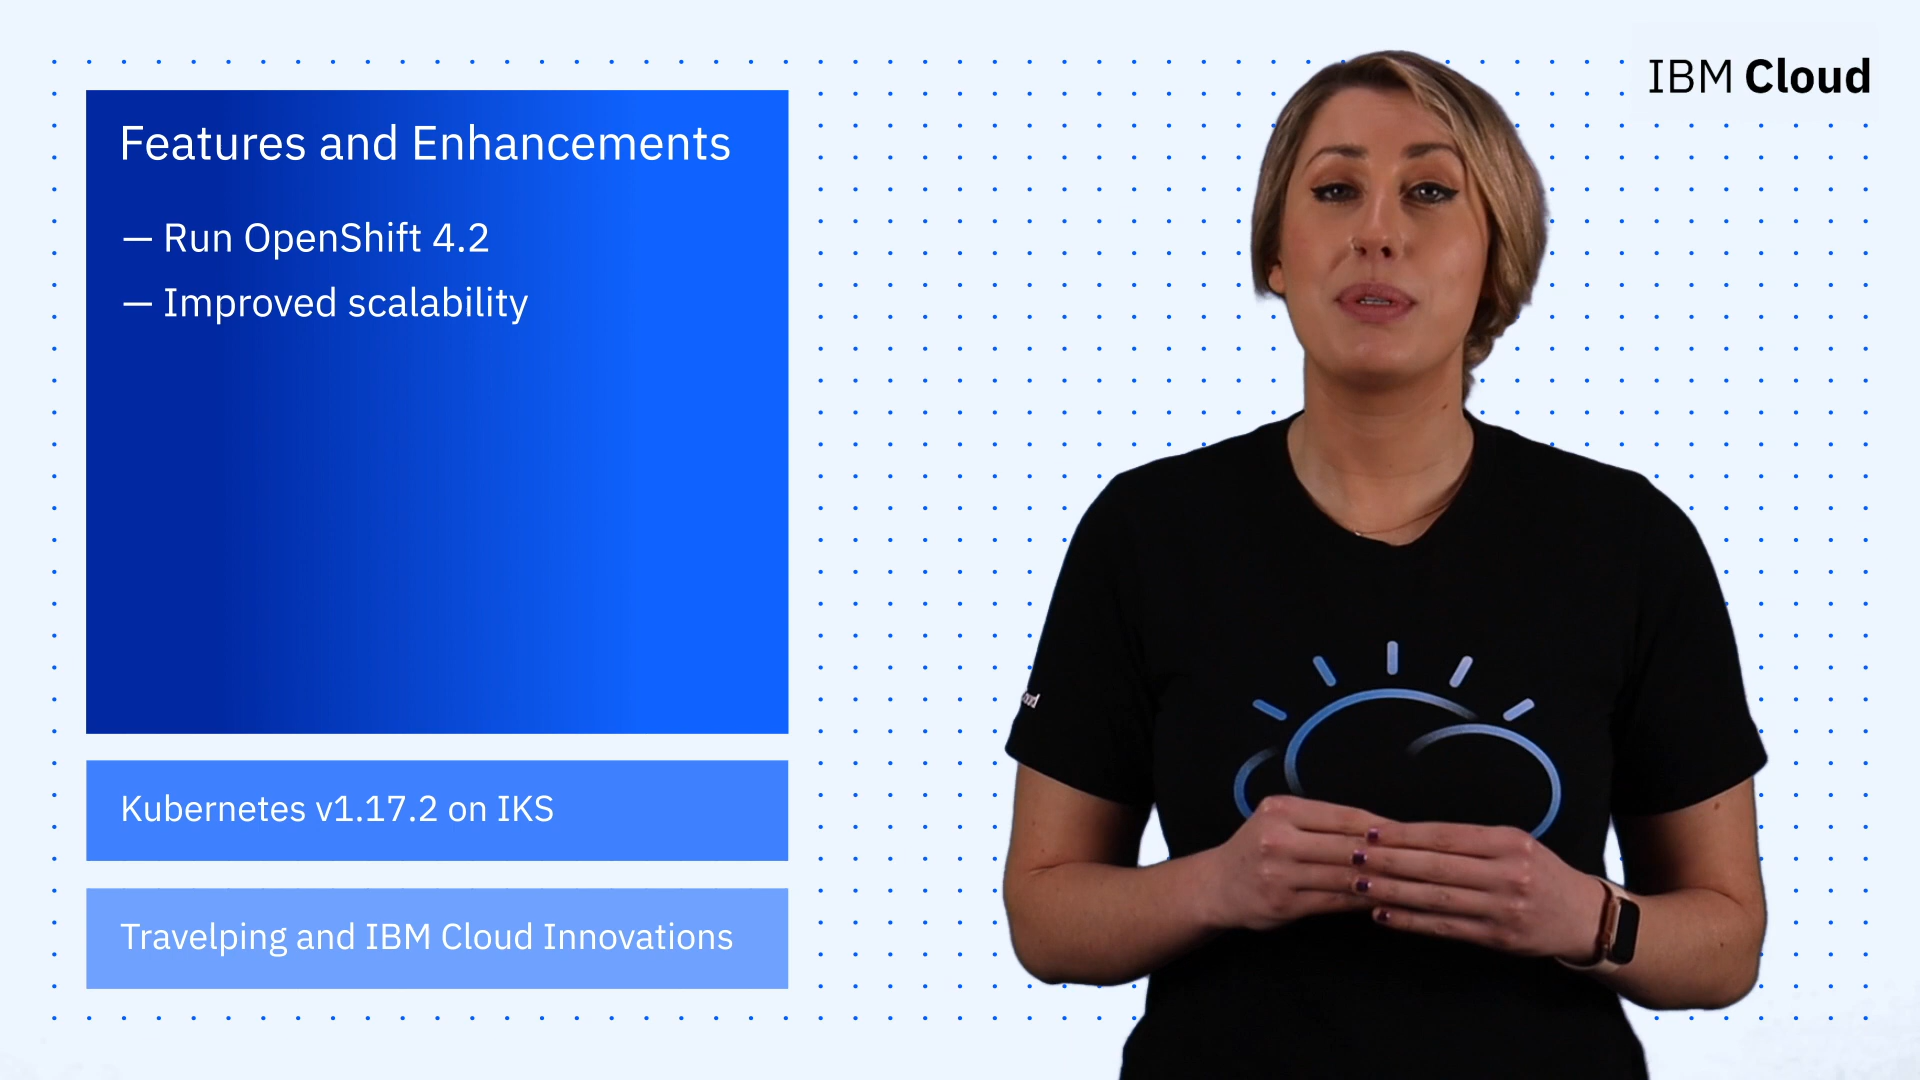 IBM Cloud
Features and Enhancements
— Run OpenShift 4.2
— Improved scalability
Kubernetes v1.17.2 on IKS
Travelping and IBM Cloud Innovations